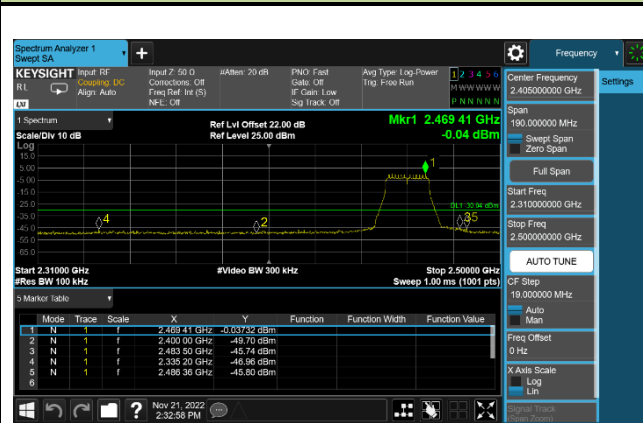 Spectrum Analyzer 1
Swept SA
+
Frequency
KEYSIGHT Input: RF Input Z: 50 Ω #Atten: 20 dB PNO: Fast Avg Type: Log-Power 1 2 3 4 5 6
RL Coupling: DC Corrections: Off Gate: Off Trig: Free Run M W W W W W
Align: Auto Freq Ref: Int (S) IF Gain: Low
NFE: Off Sig Track: Off P N N N N N
LXI
1 Spectrum
Ref Lvl Offset 22.00 dB Mkr1 2.469 41 GHz
Scale/Div 10 dB Ref Level 25.00 dBm -0.04 dBm
Log
15.0
5.00
-5.00
-15.0
-25.0
-35.0
-45.0
-55.0
-65.0
1
4
2
3
5
Start 2.31000 GHz #Video BW 300 kHz Stop 2.50000 GHz
#Res BW 100 kHz Sweep 1.00 ms (1001 pts)
5 Marker Table
Mode Trace Scale X Y Function Function Width Function Value
1 N 1 f 2.469 41 GHz -0.03732 dBm
2 N 1 f 2.400 00 GHz -49.70 dBm
3 N 1 f 2.483 50 GHz -45.74 dBm
4 N 1 f 2.335 20 GHz -46.96 dBm
5 N 1 f 2.486 36 GHz -45.80 dBm
6
Nov 21, 2022
2:32:58 PM
?
Center Frequency
2.405000000 GHz
Settings
Span
190.000000 MHz
Swept Span
Zero Span
Full Span
Start Freq
2.310000000 GHz
Stop Freq
2.500000000 GHz
AUTO TUNE
CF Step
19.000000 MHz
Auto
Man
Freq Offset
0 Hz
X Axis Scale
Log
Lin
Signal Track
(Span Zoom)